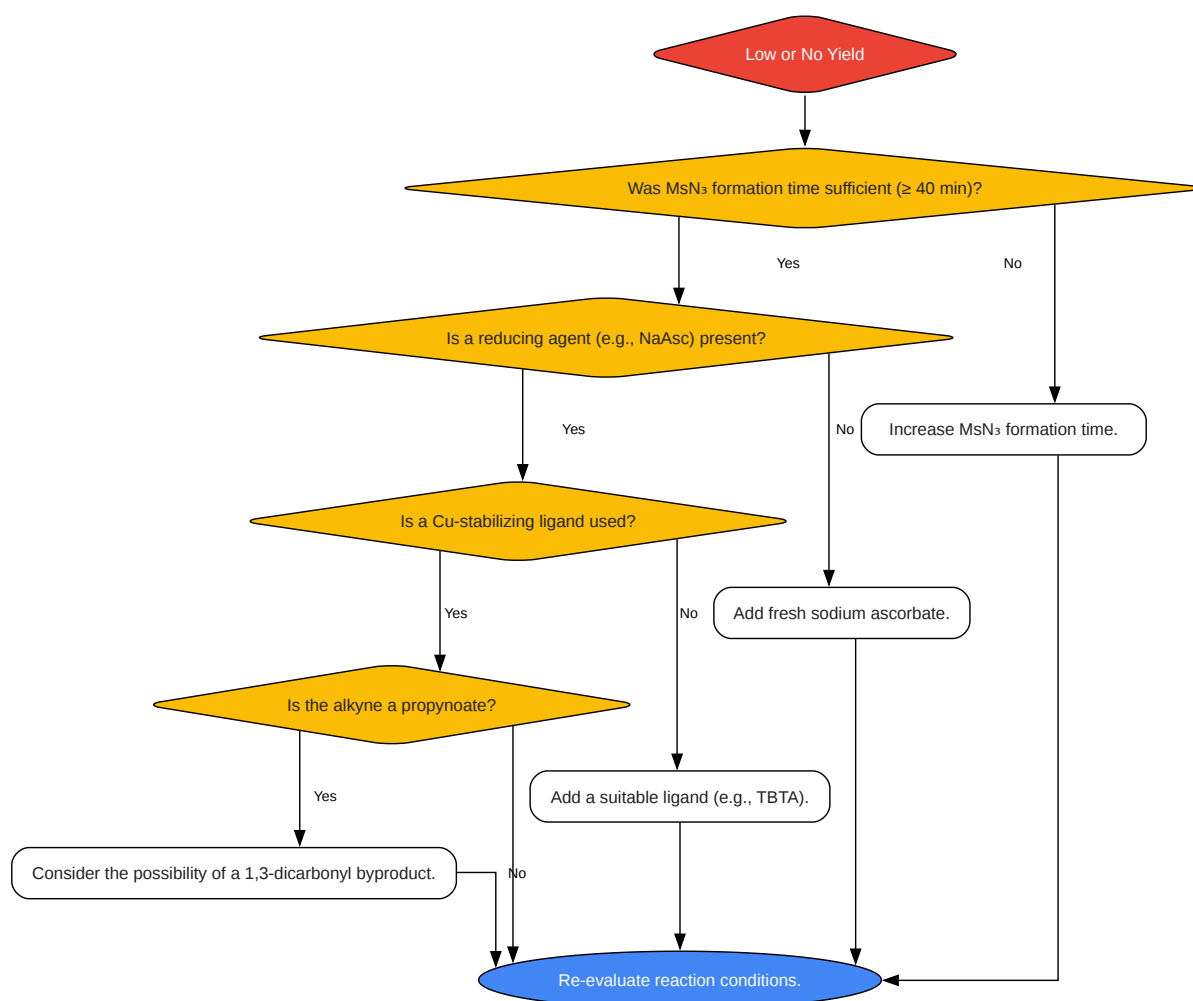 Low or No Yield
Was MsN₃ formation time sufficient (≥ 40 min)?
Yes
No
Is a reducing agent (e.g., NaAsc) present?
Yes
No
Increase MsN₃ formation time.
Is a Cu-stabilizing ligand used?
Yes
No
Add fresh sodium ascorbate.
Is the alkyne a propynoate?
Yes
Add a suitable ligand (e.g., TBTA).
Consider the possibility of a 1,3-dicarbonyl byproduct.
No
Re-evaluate reaction conditions.